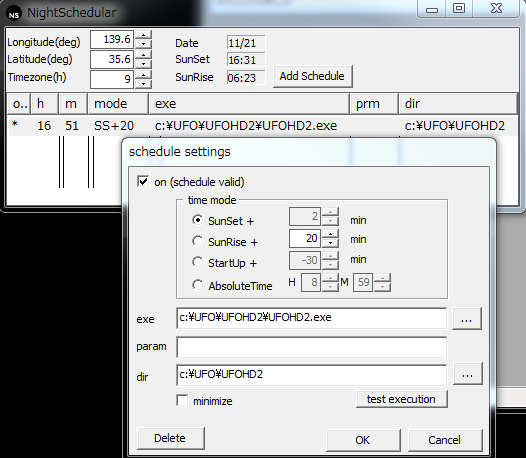 NightSchedular
Longitude(deg) 139.6 Date 11/21
Latitude(deg) 35.6 SunSet 16:31
Timezone(h) 9 SunRise 06:23 Add Schedule
o.. h m mode exe prm dir
* 16 51 SS+20 c:¥UFO¥UFOHD2¥UFOHD2.exe c:¥UFO¥UFOHD2
schedule settings
on (schedule valid)
time mode
SunSet + 2 min
SunRise + 20 min
StartUp + -30 min
AbsoluteTime H 8 M 59
exe c:¥UFO¥UFOHD2¥UFOHD2.exe ...
param
dir c:¥UFO¥UFOHD2 ...
minimize test execution
Delete OK Cancel